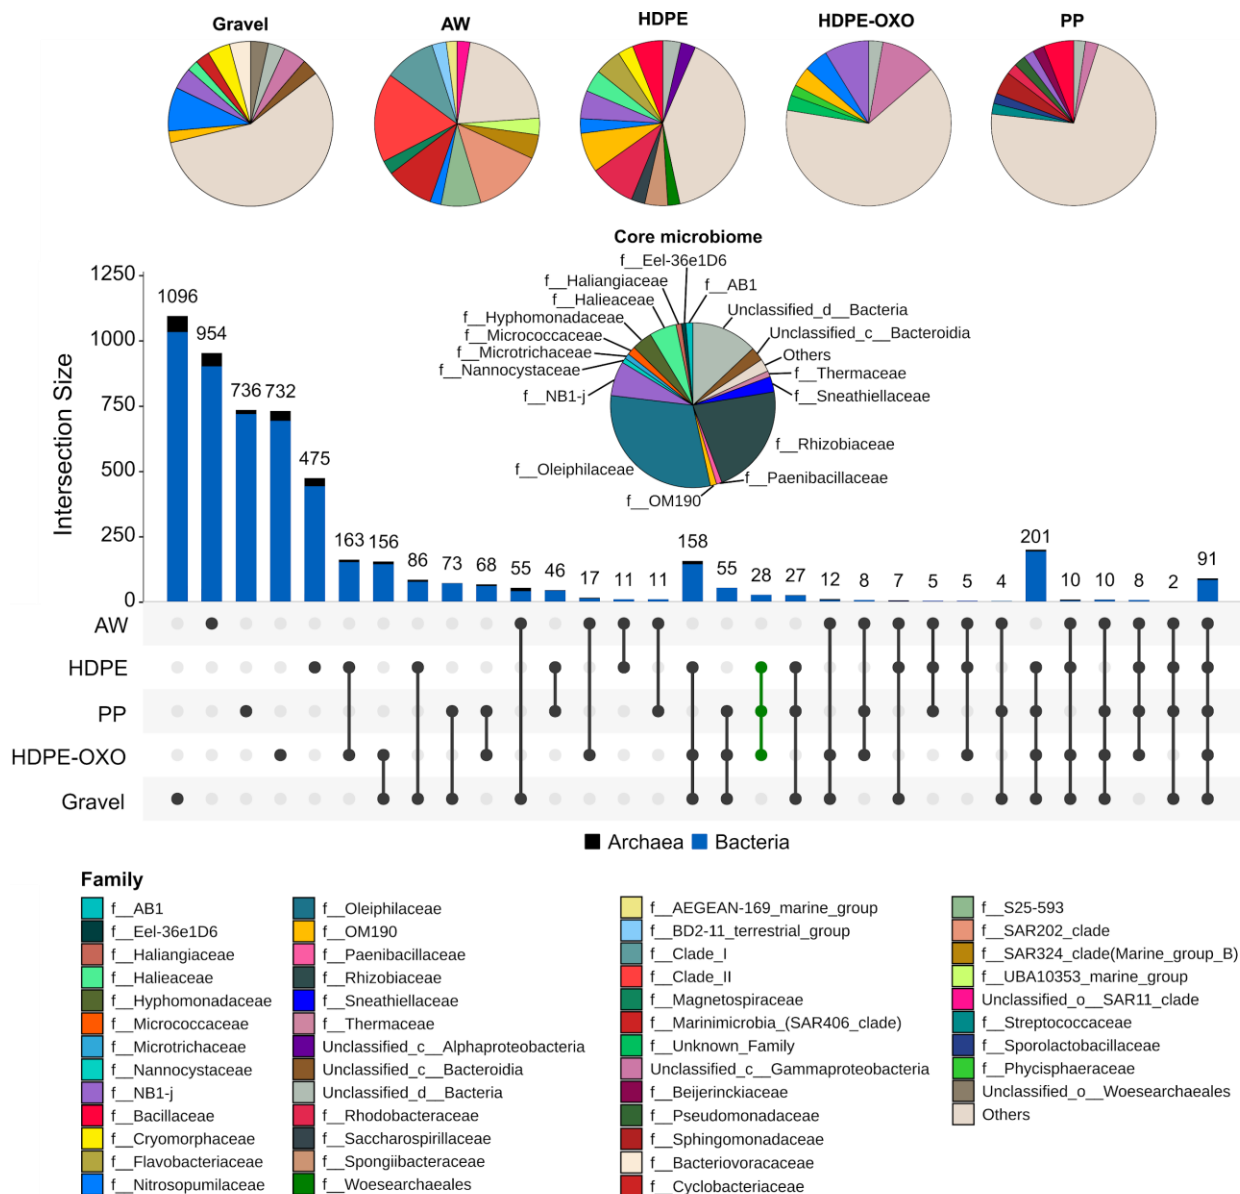 Gravel
AW
HDPE
HDPE-OXO
PP
Core microbiome
f__Eel-36e1D6
f__Haliangiaceae
f__AB1
f__Halieaceae
Unclassified_d__Bacteria
f__Hyphomonadaceae
Unclassified_c__Bacteroidia
f__Micrococcaceae
Others
f__Microtrichaceae
f__Thermaceae
f__Nannocystaceae
f__Sneathiellaceae
f__NB1-j
f__Rhizobiaceae
f__Oleiphilaceae
f__Paenibacillaceae
f__OM190
Intersection Size
1250
1000
750
500
250
0
1096
954
736
732
475
163
156
86
73
68
55
46
17
11
11
158
55
28
27
12
8
7
5
5
4
201
10
10
8
2
91
AW
HDPE
PP
HDPE-OXO
Gravel
Archaea
Bacteria
Family
f__AB1
f__Eel-36e1D6
f__Haliangiaceae
f__Halieaceae
f__Hyphomonadaceae
f__Micrococcaceae
f__Microtrichaceae
f__Nannocystaceae
f__NB1-j
f__Bacillaceae
f__Cryomorphaceae
f__Flavobacteriaceae
f__Nitrosopumilaceae
f__Oleiphilaceae
f__OM190
f__Paenibacillaceae
f__Rhizobiaceae
f__Sneathiellaceae
f__Thermaceae
Unclassified_c__Alphaproteobacteria
Unclassified_c__Bacteroidia
Unclassified_d__Bacteria
f__Rhodobacteraceae
f__Saccharospirillaceae
f__Spongiibacteraceae
f__Woesearchaeales
f__AEGEAN-169_marine_group
f__BD2-11_terrestrial_group
f__Clade_I
f__Clade_II
f__Magnetospiraceae
f__Marinimicrobia_(SAR406_clade)
f__Unknown_Family
Unclassified_c__Gammaproteobacteria
f__Beijerinckiaceae
f__Pseudomonadaceae
f__Sphingomonadaceae
f__Bacteriovoracaceae
f__Cyclobacteriaceae
f__S25-593
f__SAR202_clade
f__SAR324_clade(Marine_group_B)
f__UBA10353_marine_group
Unclassified_o__SAR11_clade
f__Streptococcaceae
f__Sporolactobacillaceae
f__Phycisphaeraceae
Unclassified_o__Woesearchaeales
Others